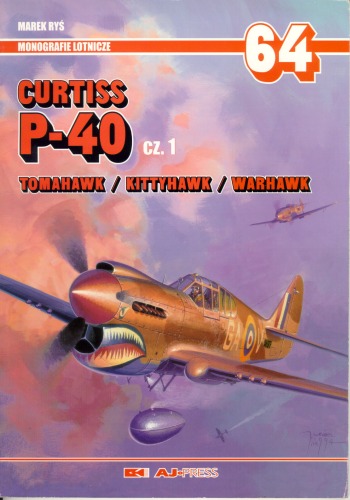 MAREK RYŚ
MONOGRAFIE LOTNICZE
64
CURTISS
P-40 cz. 1
TOMAHAWK / KITTYHAWK / WARHAWK
AJ-PRESS